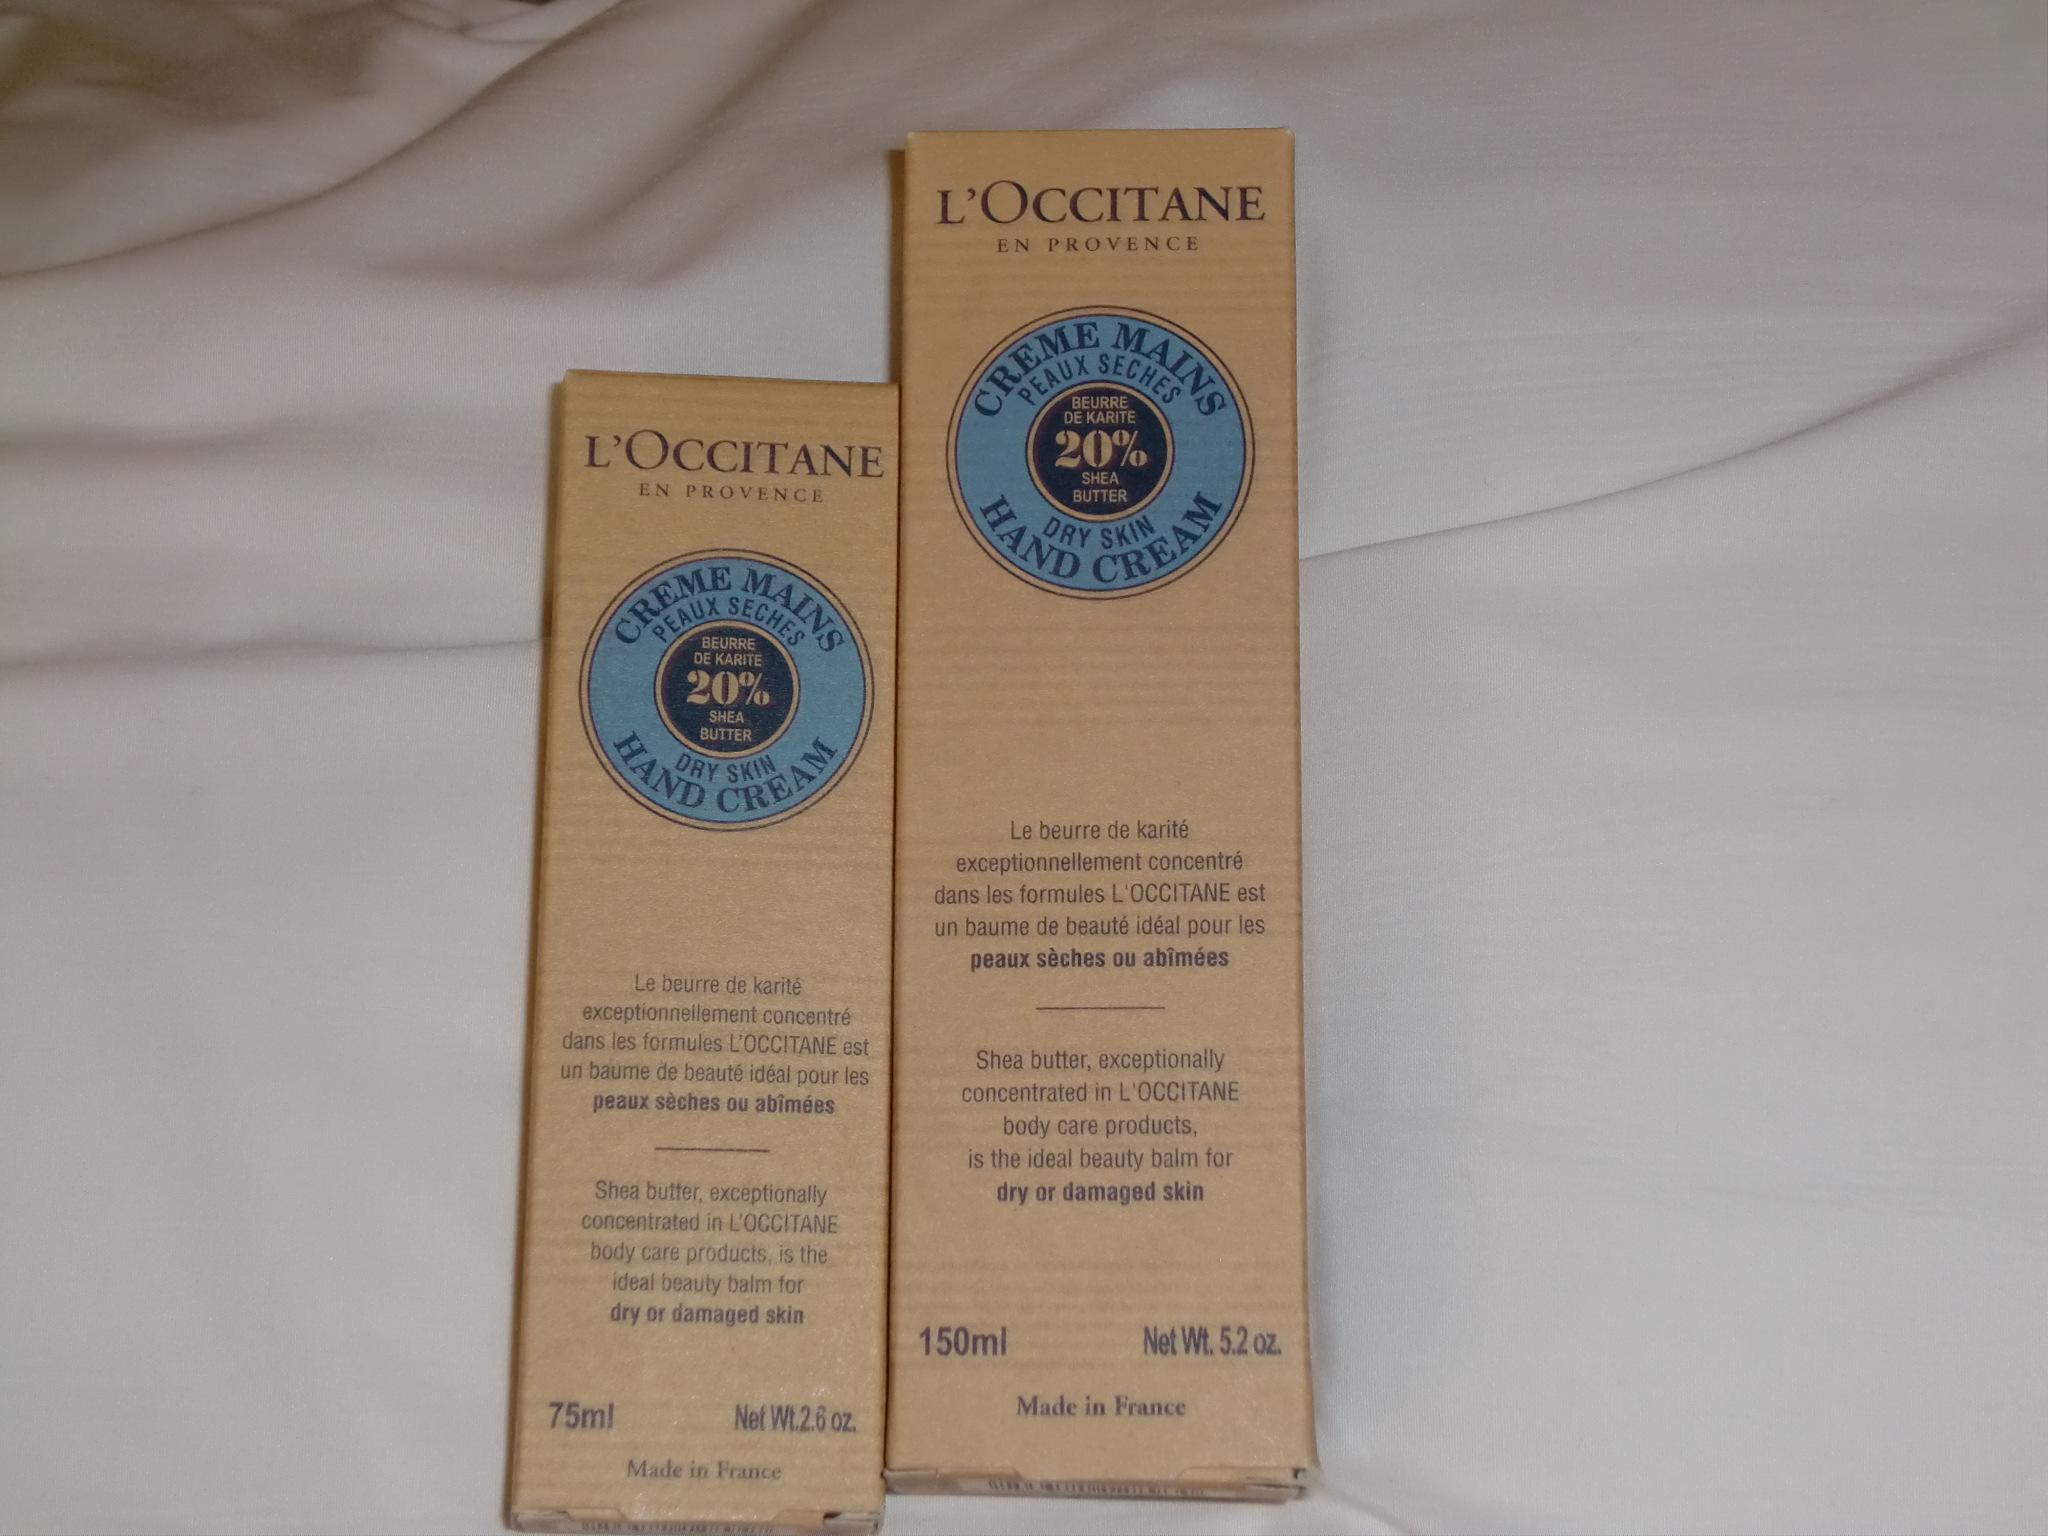 L'OCCITANE
EN PROVENCE
CREME MAINS
PEAUX SECHES
BEURRE
DE KARITE
20%
SHEA
BUTTER
DRY SKIN
HAND CREAM
Le beurre de karité
exceptionnellement concentré
dans les formules L'OCCITANE est
un baume de beauté idéal pour les
peaux sèches ou abîmées
Shea butter, exceptionally
concentrated in L'OCCITANE
body care products, is the
ideal beauty balm for
dry or damaged skin
75ml Net Wt.2.6 oz.
Made in France
L'OCCITANE
EN PROVENCE
CREME MAINS
PEAUX SECHES
BEURRE
DE KARITE
20%
SHEA
BUTTER
DRY SKIN
HAND CREAM
Le beurre de karité
exceptionnellement concentré
dans les formules L'OCCITANE est
un baume de beauté idéal pour les
peaux sèches ou abîmées
Shea butter, exceptionally
concentrated in L'OCCITANE
body care products,
is the ideal beauty balm for
dry or damaged skin
150ml Net Wt. 5.2 oz.
Made in France